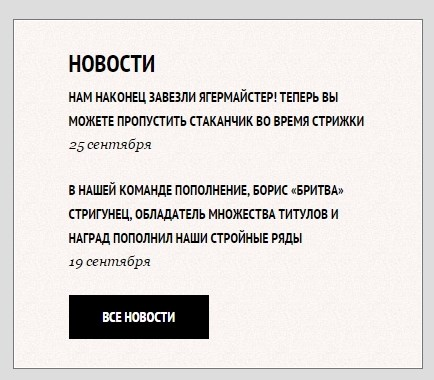 НОВОСТИ
НАМ НАКОНЕЦ ЗАВЕЗЛИ ЯГЕРМАЙСТЕР! ТЕПЕРЬ ВЫ
МОЖЕТЕ ПРОПУСТИТЬ СТАКАНЧИК ВО ВРЕМЯ СТРИЖКИ
25 сентября
В НАШЕЙ КОМАНДЕ ПОПОЛНЕНИЕ, БОРИС «БРИТВА»
СТРИГУНЕЦ, ОБЛАДАТЕЛЬ МНОЖЕСТВА ТИТУЛОВ И
НАГРАД ПОПОЛНИЛ НАШИ СТРОЙНЫЕ РЯДЫ
19 сентября
ВСЕ НОВОСТИ